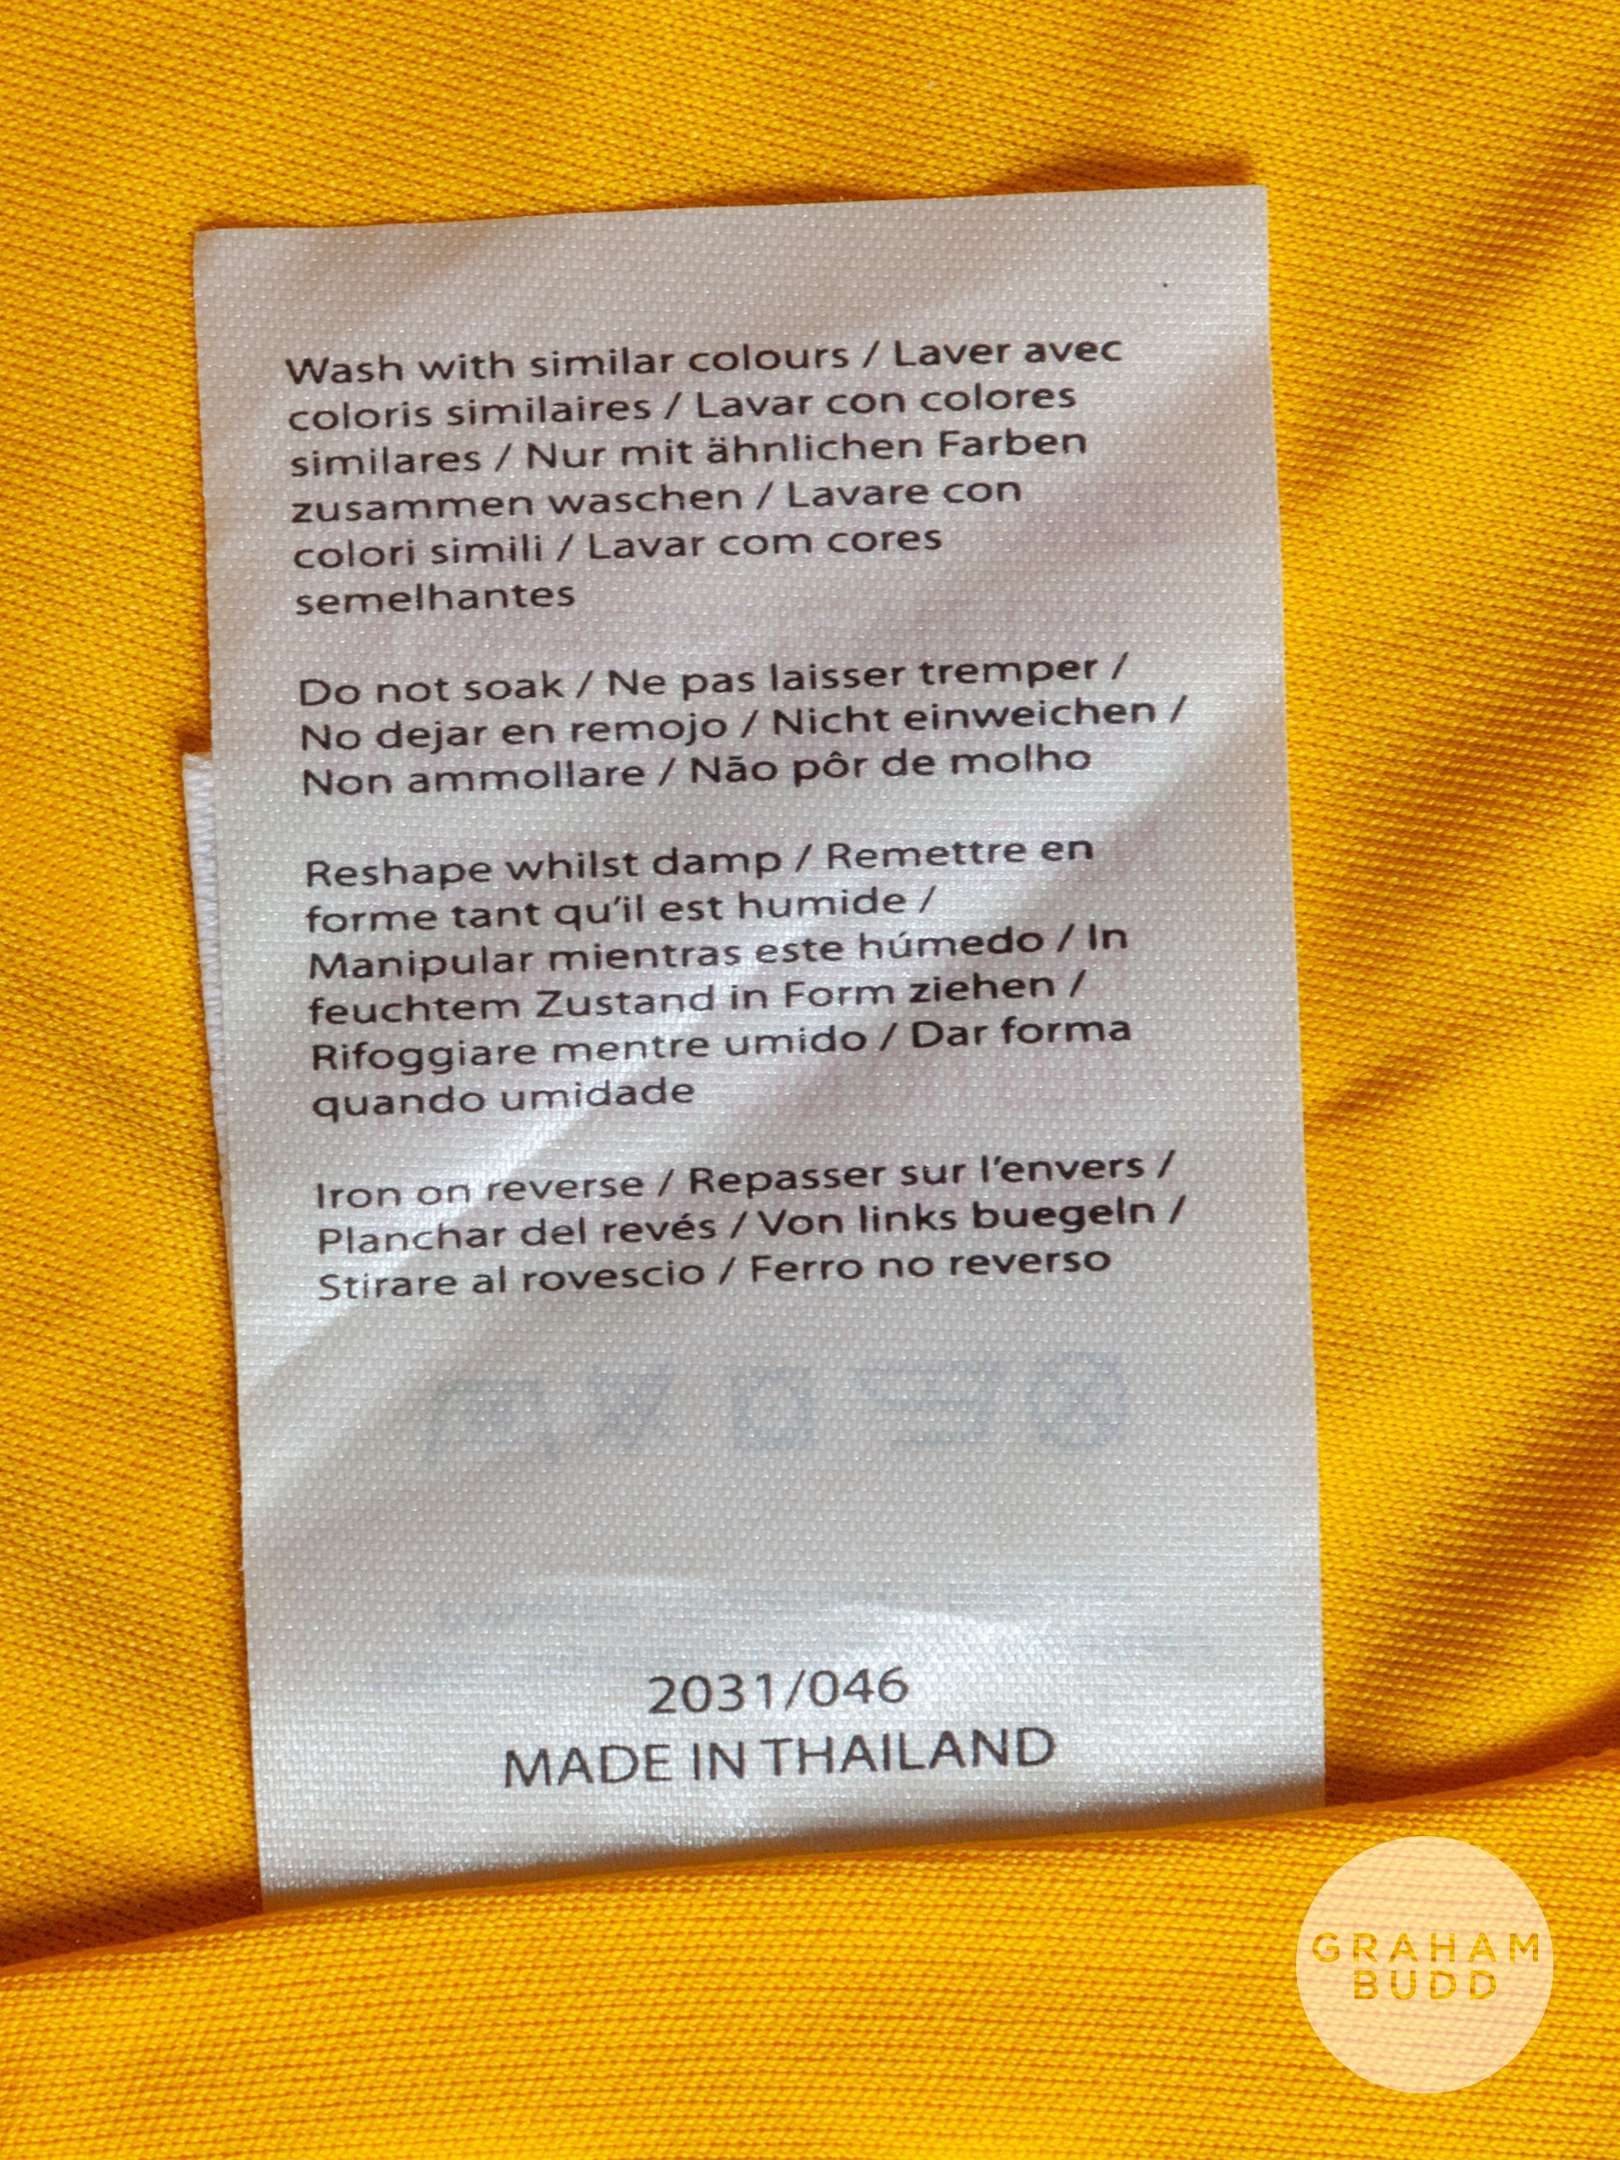 Wash with similar colours / Laver avec
coloris similaires / Lavar con colores
similares / Nur mit ähnlichen Farben
zusammen waschen / Lavare con
colori simili / Lavar com cores
semelhantes
Do not soak / Ne pas laisser tremper /
No dejar en remojo / Nicht einweichen /
Non ammollare / Não pôr de molho
Reshape whilst damp / Remettre en
forme tant qu’il est humide /
Manipular mientras este húmedo / In
feuchtem Zustand in Form ziehen /
Rifoggiare mentre umido / Dar forma
quando umidade
Iron on reverse / Repasser sur l’envers /
Planchar del revés / Von links buegeln /
Stirare al rovescio / Ferro no reverso
2031/046
MADE IN THAILAND
GRAHAM
BUDD